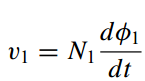 v₁ = N₁ dϕ₁/dt